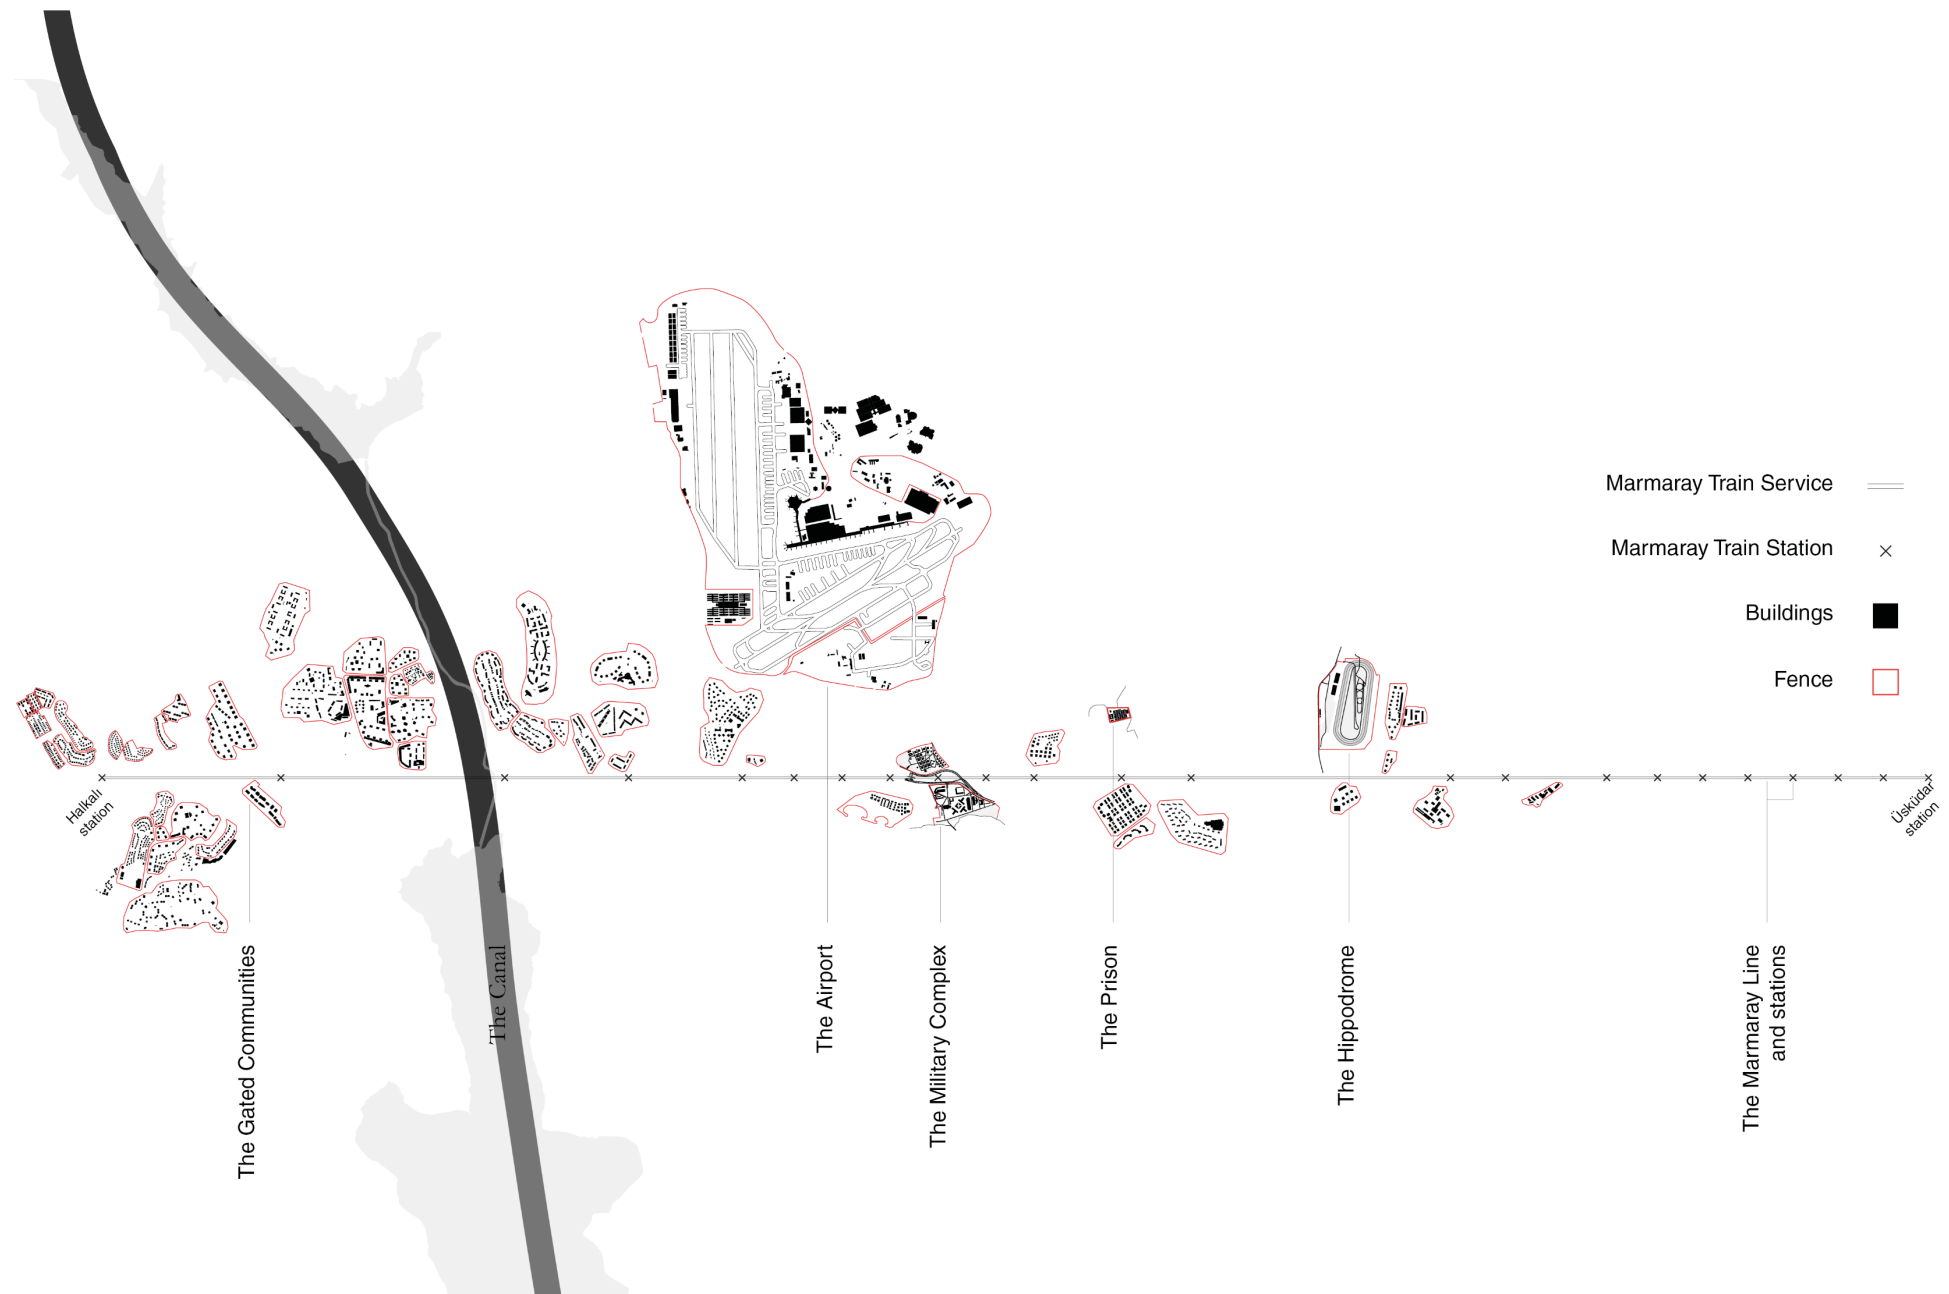 Marmaray Train Service
Marmaray Train Station
Buildings
Fence
Halkalı
station
Üsküdar
station
The Gated Communities
The Canal
The Airport
The Military Complex
The Prison
The Hippodrome
The Marmaray Line
and stations